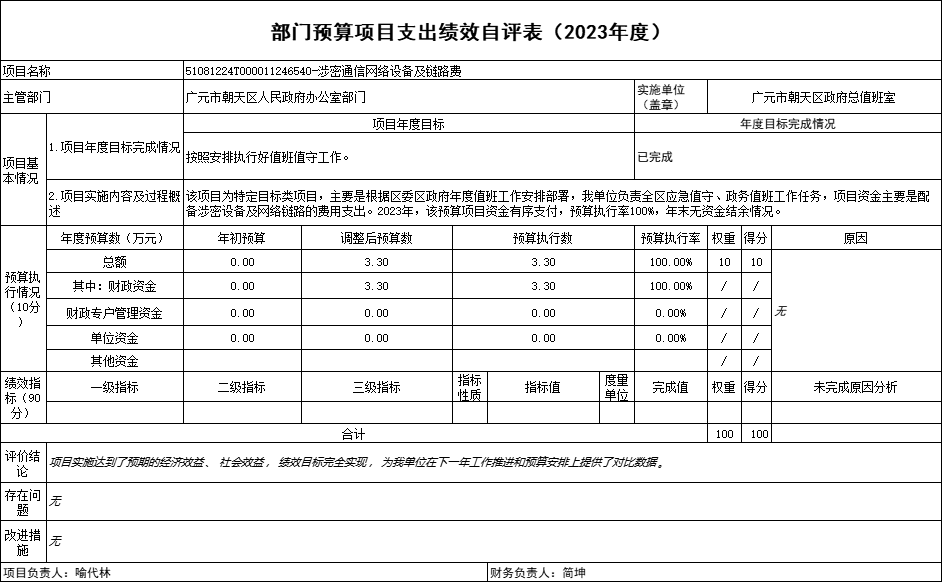 部门预算项目支出绩效自评表（2023年度）
项目名称 51081224T000011246540-涉密通信网络设备及链路费
主管部门 广元市朝天区人民政府办公室部门 实施单位（盖章） 广元市朝天区政府总值班室
项目基本情况 1.项目年度目标完成情况 项目年度目标 年度目标完成情况
按照安排执行好值班值守工作。 已完成
2.项目实施内容及过程概述 该项目为特定目标类项目，主要是根据区委区政府年度值班工作安排部署，我单位负责全区应急值守、政务值班工作任务，项目资金主要是配
备涉密设备及网络链路的费用支出。2023年，该预算项目资金有序支付，预算执行率100%，年末无资金结余情况。
预算执行情况（10分） 年度预算数（万元） 年初预算 调整后预算数 预算执行数 预算执行率 权重 得分 原因
总额 0.00 3.30 3.30 100.00% 10 10 无
其中：财政资金 0.00 3.30 3.30 100.00% / /
财政专户管理资金 0.00 0.00 0.00 0.00% / /
单位资金 0.00 0.00 0.00 0.00% / /
其他资金 / /
绩效指标（90分） 一级指标 二级指标 三级指标 指标性质 指标值 度量单位 完成值 权重 得分 未完成原因分析
合计 100 100
评价结论 项目实施达到了预期的经济效益、社会效益，绩效目标完全实现，为我单位在下一年工作推进和预算安排上提供了对比数据。
存在问题 无
改进措施 无
项目负责人：喻代林 财务负责人：简坤